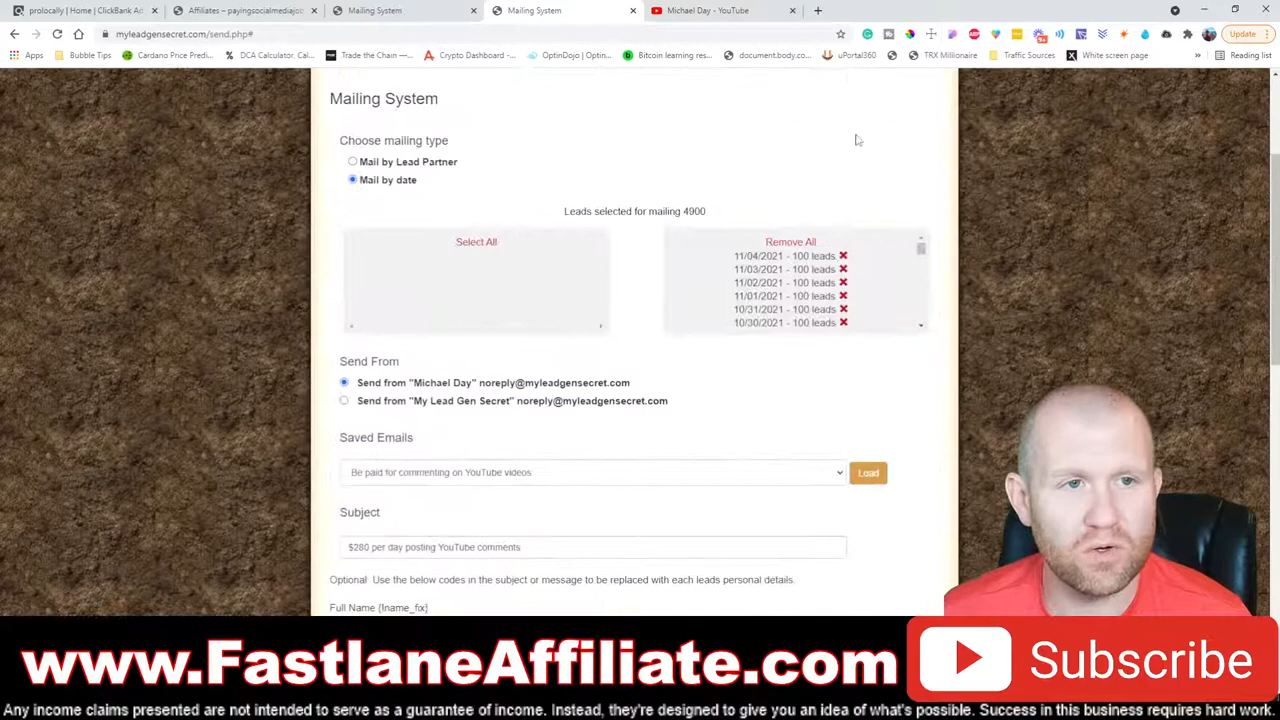 prolocally | Home | ClickBank Ad
Affiliates – payingsocialmediajob
Mailing System
Mailing System
Michael Day - YouTube
myleadgensecret.com/send.php#
Update
Apps
Bubble Tips
Cardano Price Predi...
DCA Calculator, Cal...
Trade the Chain —...
Crypto Dashboard -...
OptinDojo | Optin...
Bitcoin learning res...
document.body.co...
uPortal360
TRX Millionaire
Traffic Sources
White screen page
»
Reading list
Mailing System
Choose mailing type
Mail by Lead Partner
Mail by date
Leads selected for mailing 4900
Select All
Remove All
11/04/2021 - 100 leads
11/03/2021 - 100 leads
11/02/2021 - 100 leads
11/01/2021 - 100 leads
10/31/2021 - 100 leads
10/30/2021 - 100 leads
Send From
Send from "Michael Day" noreply@myleadgensecret.com
Send from "My Lead Gen Secret" noreply@myleadgensecret.com
Saved Emails
Be paid for commenting on YouTube videos
Load
Subject
$280 per day posting YouTube comments
Optional Use the below codes in the subject or message to be replaced with each leads personal details.
Full Name {!name_fix}
www.FastlaneAffiliate.com
Subscribe
Any income claims presented are not intended to serve as a guarantee of income. Instead, they're designed to give you an idea of what's possible. Success in this business requires hard work.